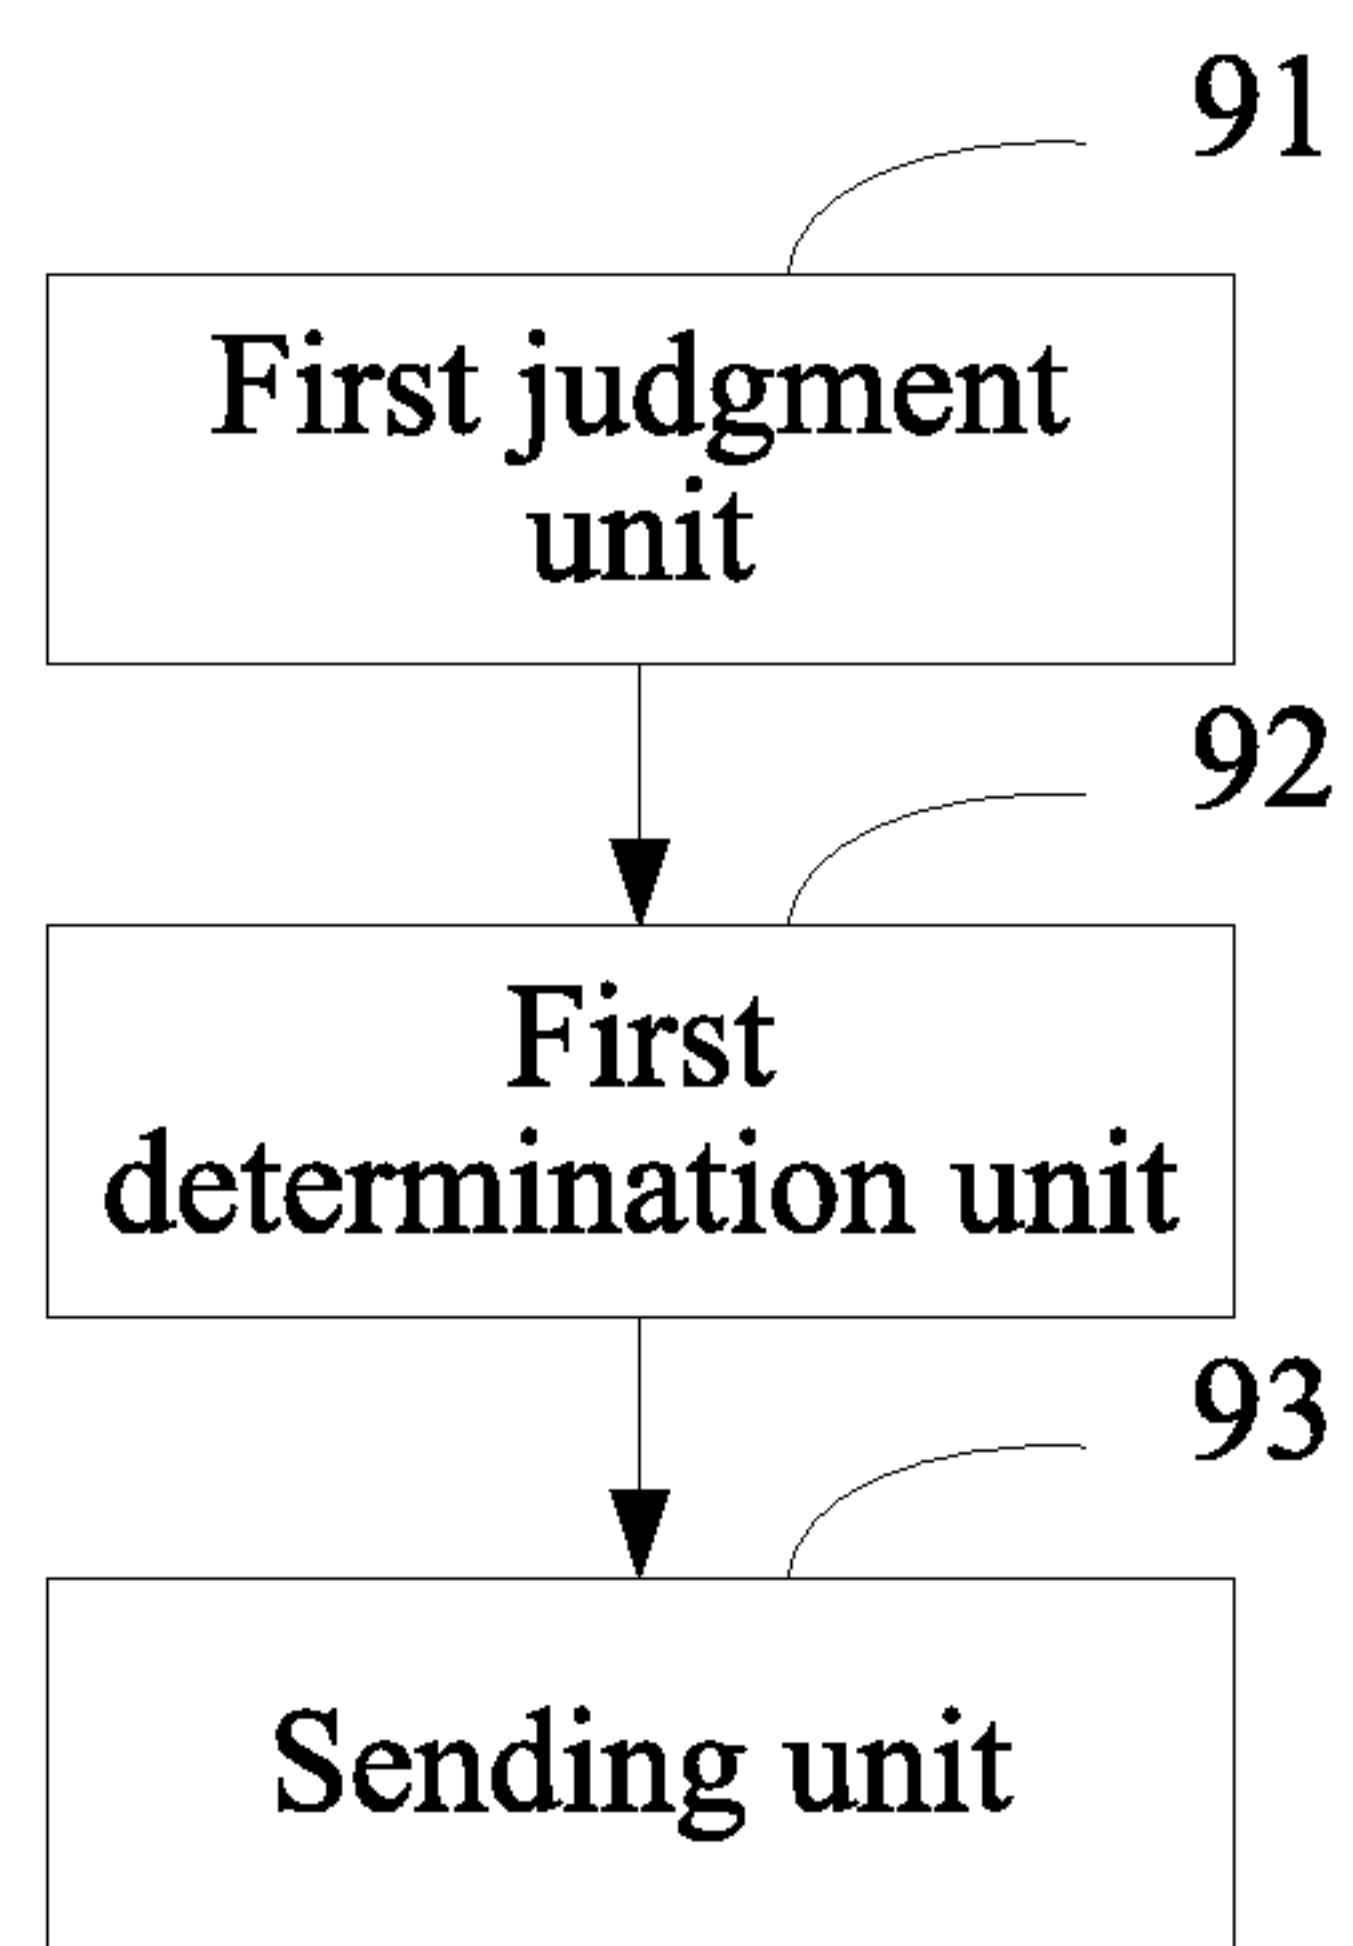 91
First judgment
unit
92
First
determination unit
93
Sending unit